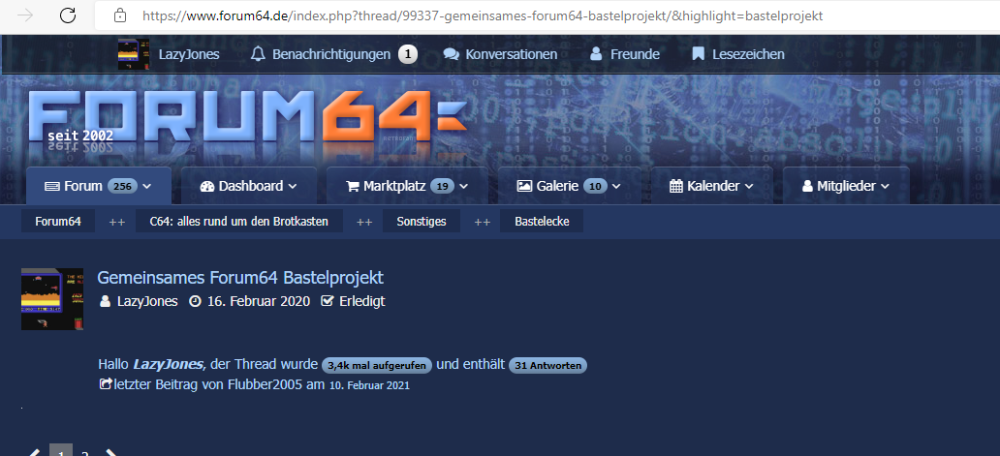 https://www.forum64.de/index.php?thread/99337-gemeinsames-forum64-bastelprojekt/&highlight=bastelprojekt
LazyJones Benachrichtigungen 1 Konversationen Freunde Lesezeichen
FORUM64
seit 2002
Forum 256 Dashboard Marktplatz 19 Galerie 10 Kalender Mitglieder
Forum64 ++ C64: alles rund um den Brotkasten ++ Sonstiges ++ Bastelecke
Gemeinsames Forum64 Bastelprojekt
LazyJones 16. Februar 2020 Erledigt
Hallo LazyJones, der Thread wurde 3,4k mal aufgerufen und enthält 31 Antworten
letzter Beitrag von Flubber2005 am 10. Februar 2021
1 2